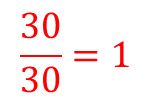 30/30 = 1